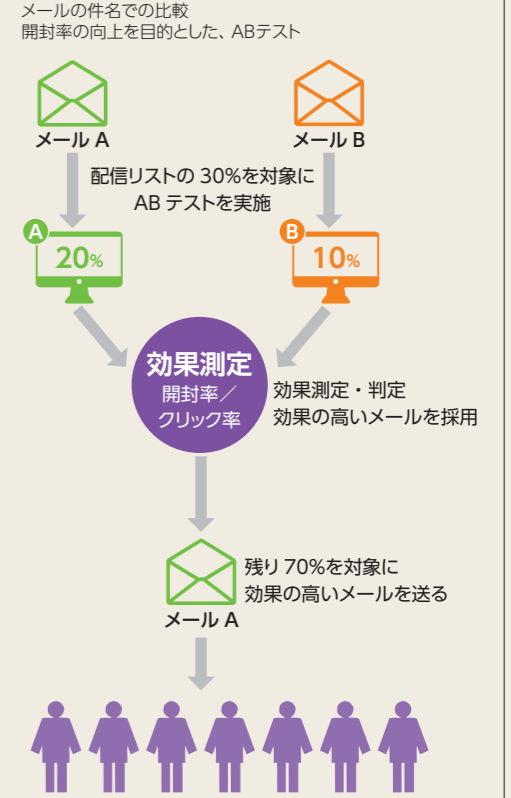 メールの件名での比較
開封率の向上を目的とした、ABテスト
メール A
メール B
配信リストの 30%を対象に
AB テストを実施
A
20%
B
10%
効果測定
開封率／
クリック率
効果測定・判定
効果の高いメールを採用
残り 70%を対象に
効果の高いメールを送る
メール A